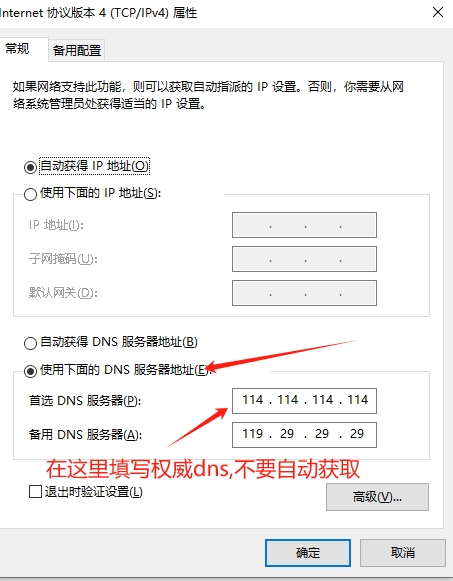 Internet 协议版本 4 (TCP/IPv4) 属性
常规 备用配置
如果网络支持此功能，则可以获取自动指派的 IP 设置。否则，你需要从网
络系统管理员处获得适当的 IP 设置。
自动获得 IP 地址(O)
使用下面的 IP 地址(S):
IP 地址(I):
子网掩码(U):
默认网关(D):
自动获得 DNS 服务器地址(B)
使用下面的 DNS 服务器地址(E):
首选 DNS 服务器(P): 114 . 114 . 114 . 114
备用 DNS 服务器(A): 119 . 29 . 29 . 29
在这里填写权威dns,不要自动获取
退出时验证设置(L)
高级(V)...
确定 取消